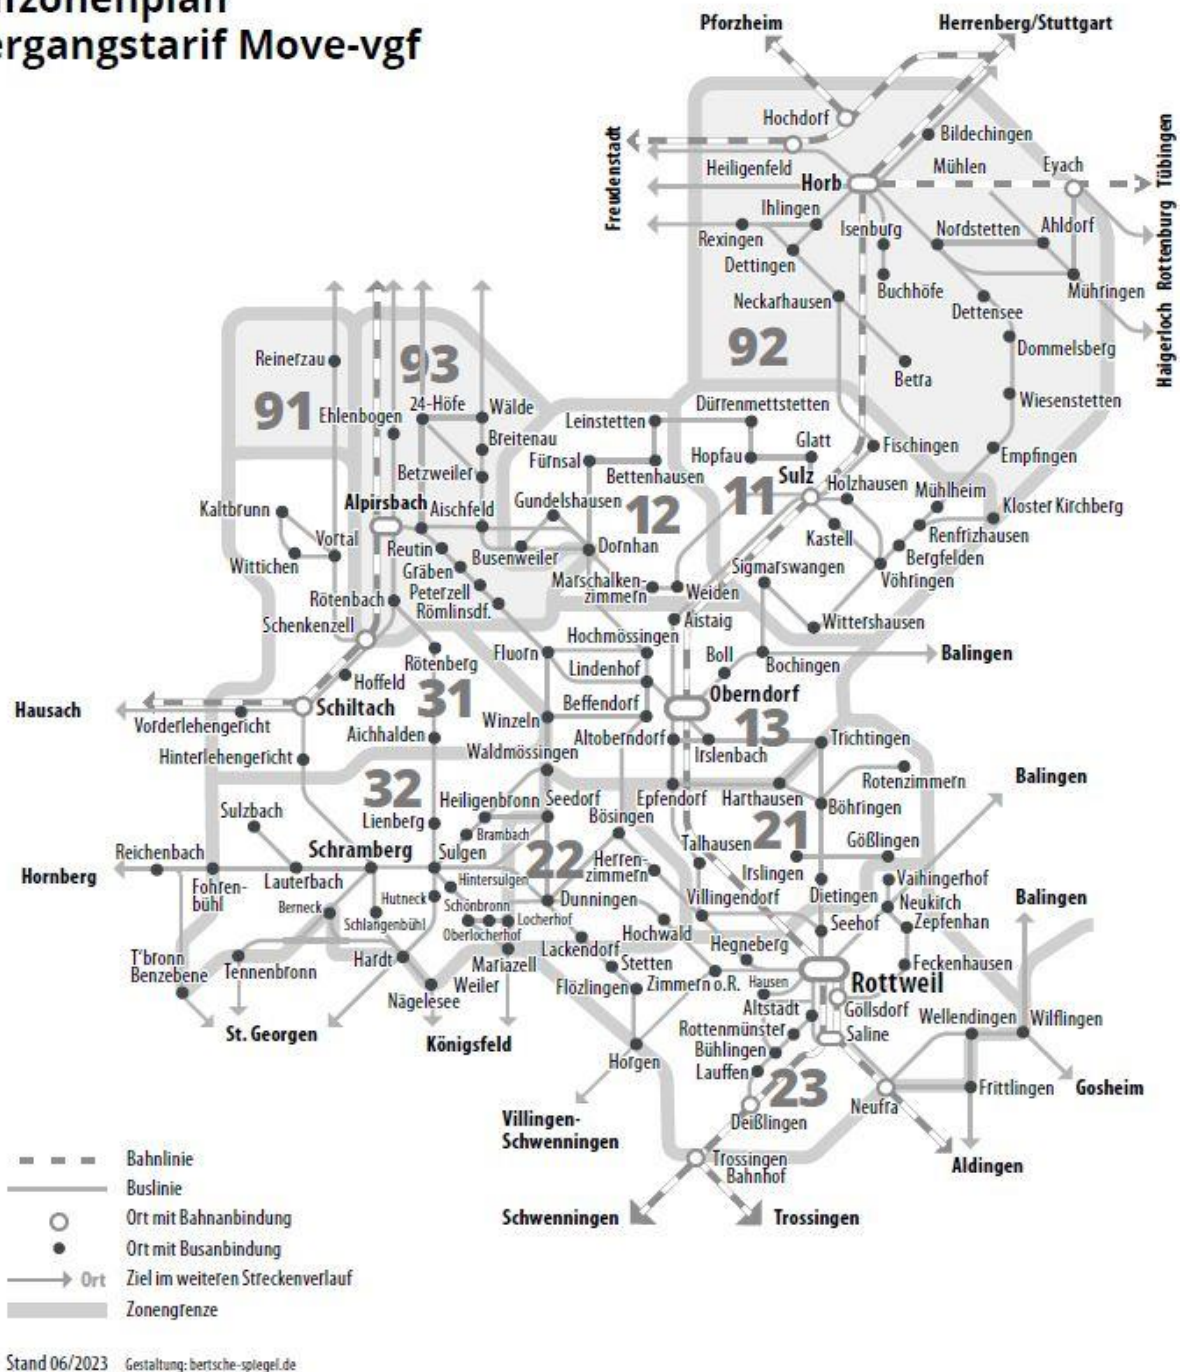 rzonenplan
ergangstarif Move-vgf
Pforzheim
Herrenberg/Stuttgart
Hochdorf
Bildechingen
Freudenstadt
Heiligenfeld
Mühlen
Eyach
Tübingen
Horb
Ihlingen
Isenburg
Nordstetten
Ahldorf
Rottenburg
Rexingen
Dettingen
Buchhöfe
Mühringen
Neckarhausen
Dettensee
Haigerloch
92
Dommelsberg
Betra
Reinerzau
93
91
Ehlenbogen
24-Höfe
Wälde
Wiesenstetten
Leinstetten
Dürrenmettstetten
Breitenau
Glatt
Fischingen
Empfingen
Fürnsal
Hopfau
Betzweiler
Bettenhausen
Sulz
Holzhausen
Mühlheim
11
Kaltbrunn
Alpirsbach
Aischfeld
Gundelshausen
12
Kloster Kirchberg
Vortal
Kastell
Renfrizhausen
Reutin
Busenweiler
Dornhan
Bergfelden
Wittichen
Gräben
Sigmarswangen
Vöhringen
Peterzell
Marschalken-
zimmern
Weiden
Rötenbach
Römlinsdf.
Schenkenzell
Aistaig
Wittershausen
Hochmössingen
Fluorn
Boll
Bochingen
Balingen
Rötenberg
Lindenhof
Hoffeld
31
Oberndorf
Hausach
Schiltach
Beffendorf
Vorderlehengericht
Winzeln
13
Aichhalden
Altoberndorf
Irslenbach
Trichtingen
Hinterlehengericht
Waldmössingen
Rotenzimmern
Balingen
32
Heiligenbronn
Seedorf
Epfendorf
Harthausen
Böhringen
Sulzbach
Lienberg
Bösingen
21
Brambach
Gößlingen
Reichenbach
Schramberg
Sulgen
22
Herren-
zimmern
Talhausen
Irslingen
Hornberg
Fohren-
bühl
Lauterbach
Hintersulgen
Villingendorf
Dietingen
Vaihingerhof
Balingen
Berneck
Hutneck
Schönbronn
Dunningen
Neukirch
Schlangenbühl
Locherhof
Seehof
Zepfenhan
Oberlocherhof
Lackendorf
Hochwald
Hegneberg
T'bronn
Benzebene
Tennenbronn
Hardt
Mariazell
Stetten
Feckenhausen
Weiler
Flözlingen
Zimmern o.R.
Hausen
Rottweil
Nägelesee
Altstadt
Göllsdorf
Wellendingen
Wilflingen
St. Georgen
Königsfeld
Rottenmünster
Saline
Horgen
Bühlingen
Lauffen
23
Frittlingen
Gosheim
Neufra
Villingen-
Schwenningen
Deißlingen
Bahnlinie
Trossingen
Bahnhof
Aldingen
Buslinie
Ort mit Bahnanbindung
Schwenningen
Trossingen
Ort mit Busanbindung
Ort
Ziel im weiteren Streckenverlauf
Zonengrenze
Stand 06/2023 Gestaltung: bertsche-spiegel.de